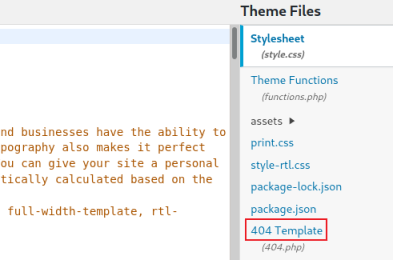 Theme Files
Stylesheet
(style.css)
Theme Functions
(functions.php)
assets
print.css
style-rtl.css
package-lock.json
package.json
404 Template
(404.php)
nd businesses have the ability to
pography also makes it perfect
ou can give your site a personal
tically calculated based on the
full-width-template, rtl-